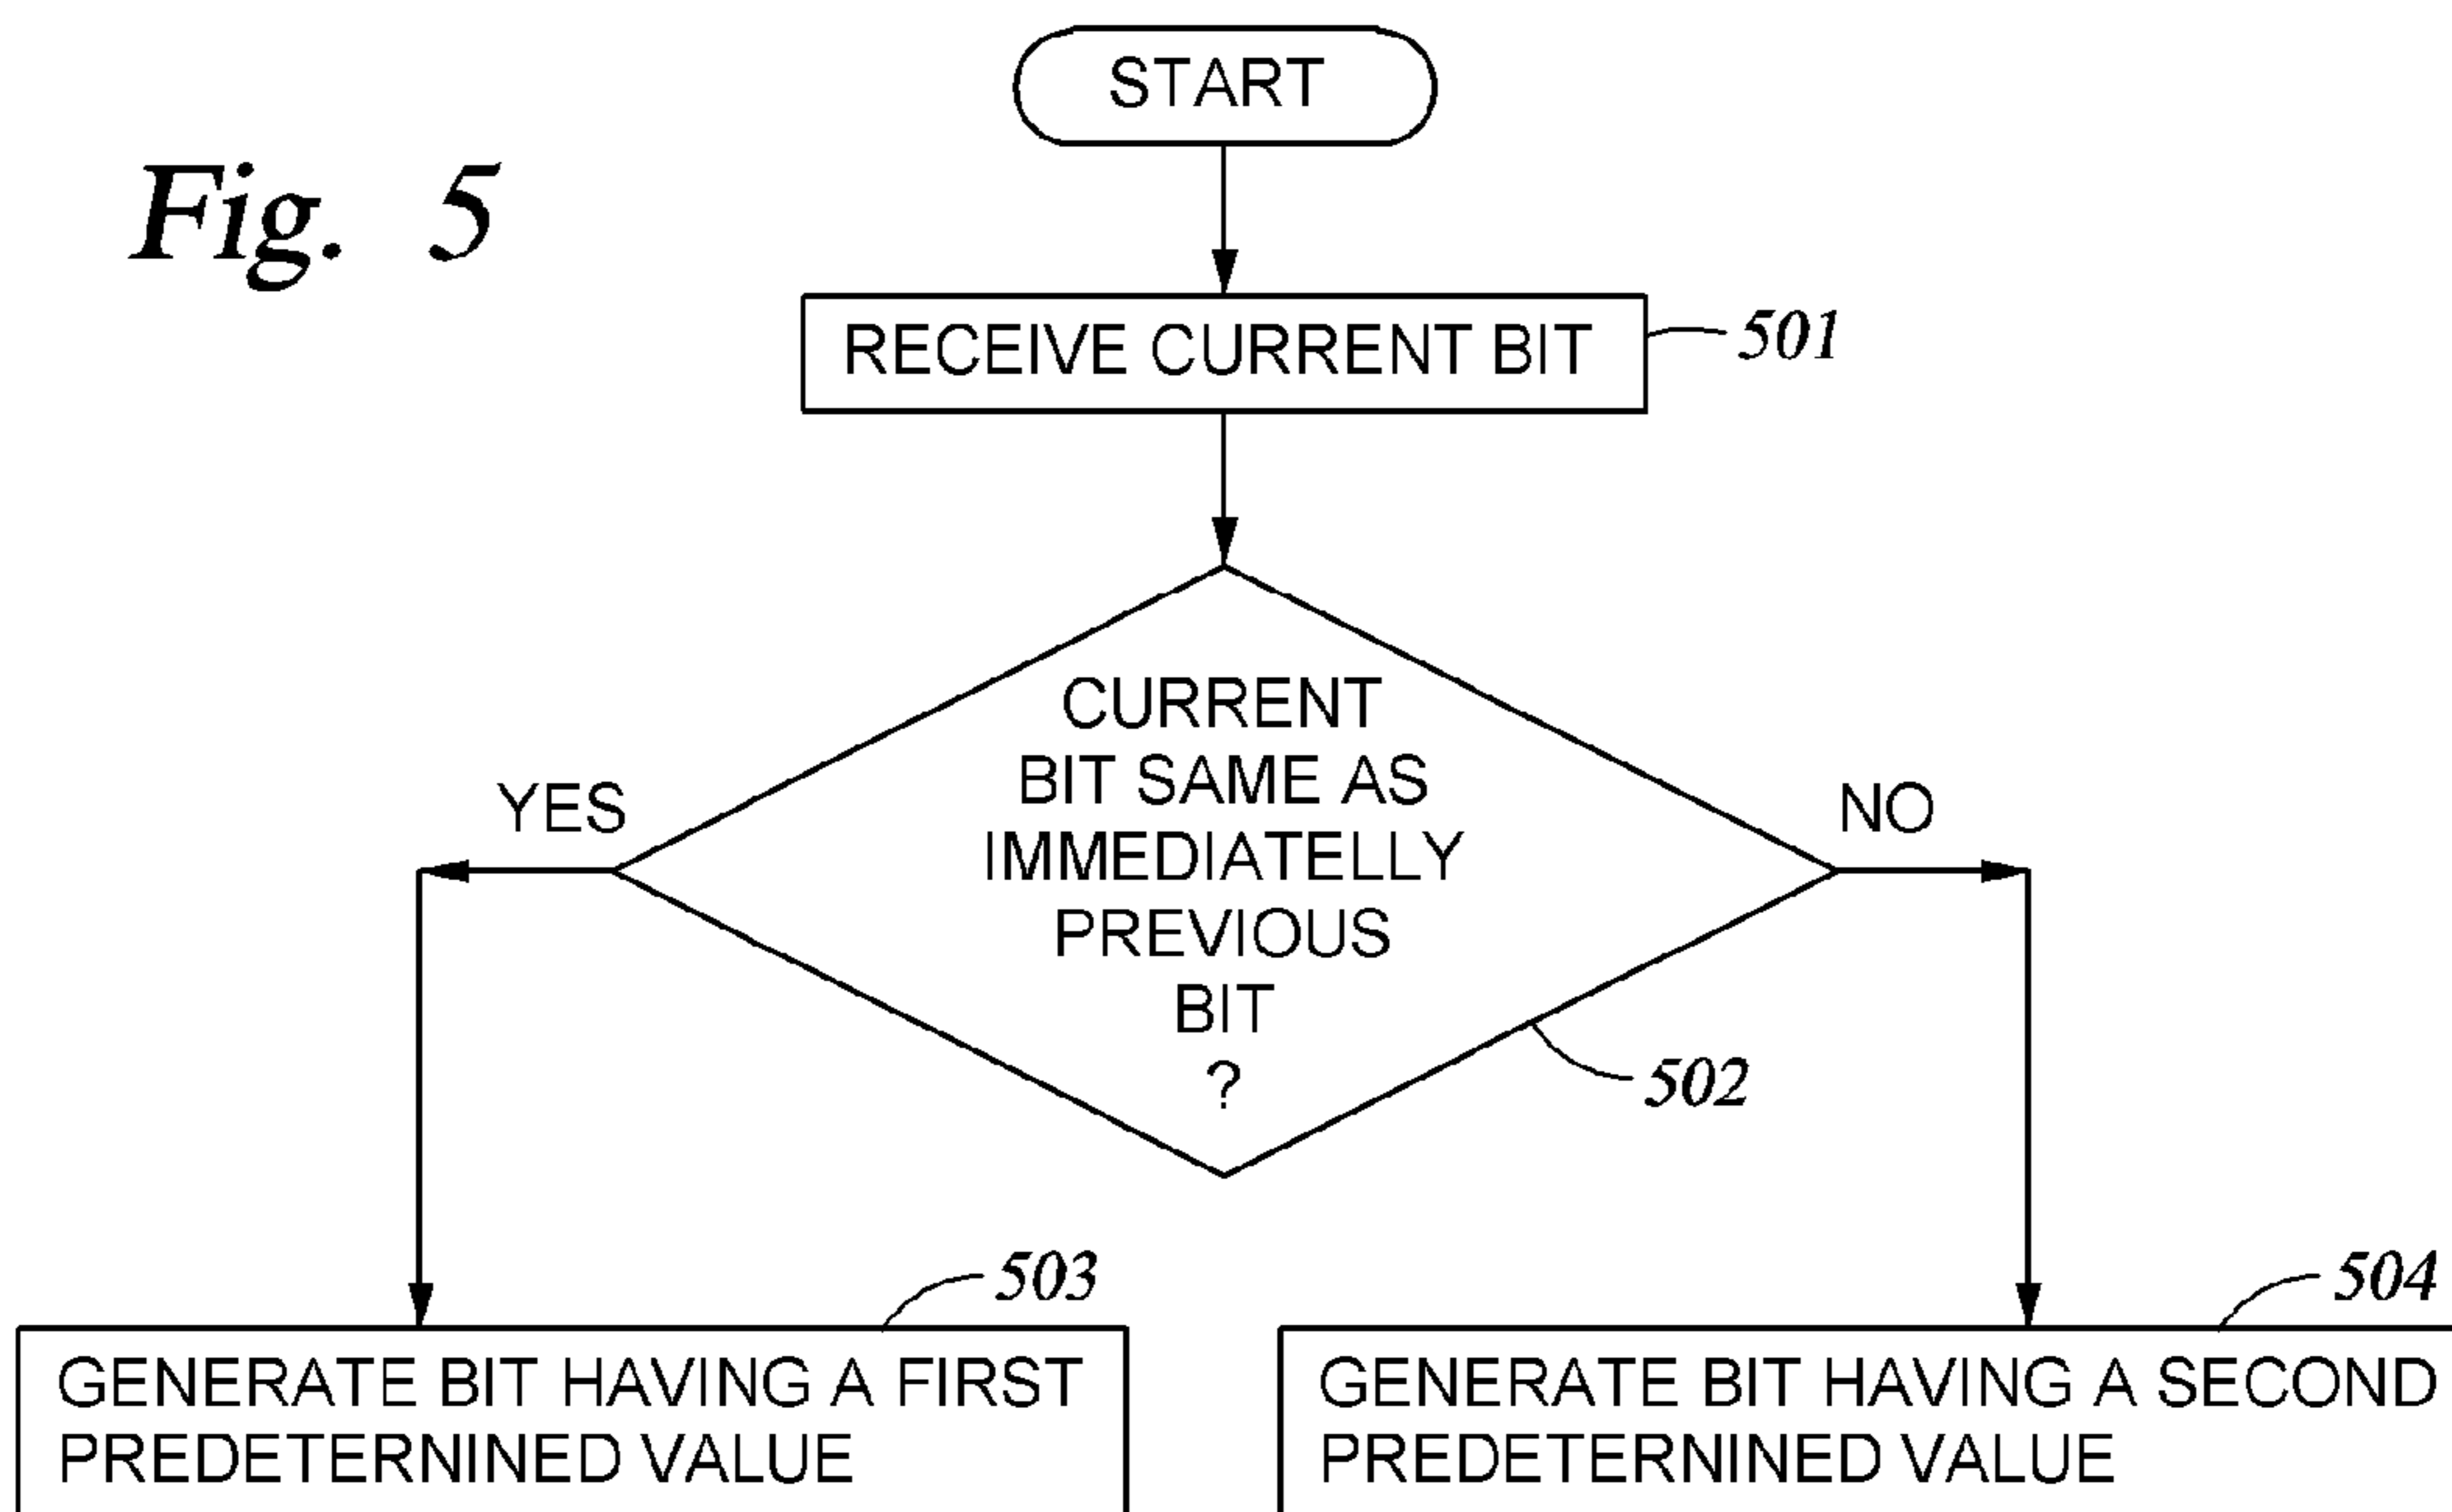 START
Fig. 5
RECEIVE CURRENT BIT
501
CURRENT
BIT SAME AS
IMMEDIATELLY
PREVIOUS
BIT
?
YES
NO
502
503
504
GENERATE BIT HAVING A FIRST
PREDETERNINED VALUE
GENERATE BIT HAVING A SECOND
PREDETERNINED VALUE